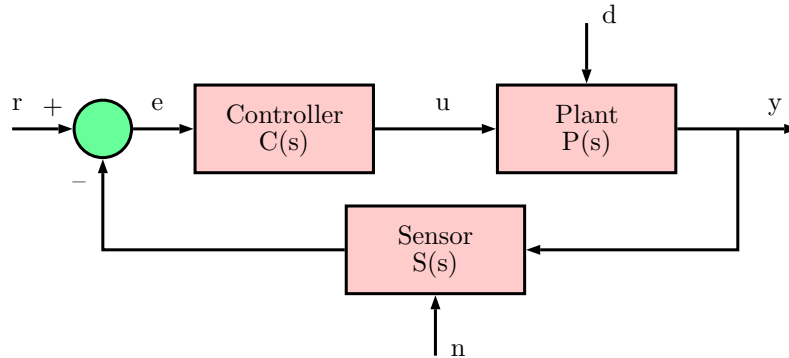 d
r
+
e
Controller
C(s)
u
Plant
P(s)
y
−
Sensor
S(s)
n